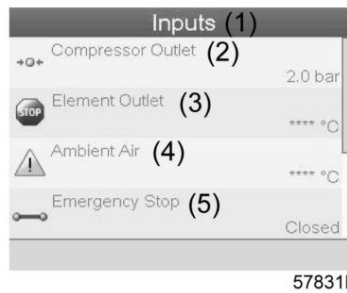 Inputs (1)
Compressor Outlet (2)
2.0 bar
STOP
Element Outlet (3)
**** °C
Ambient Air (4)
**** °C
Emergency Stop (5)
Closed